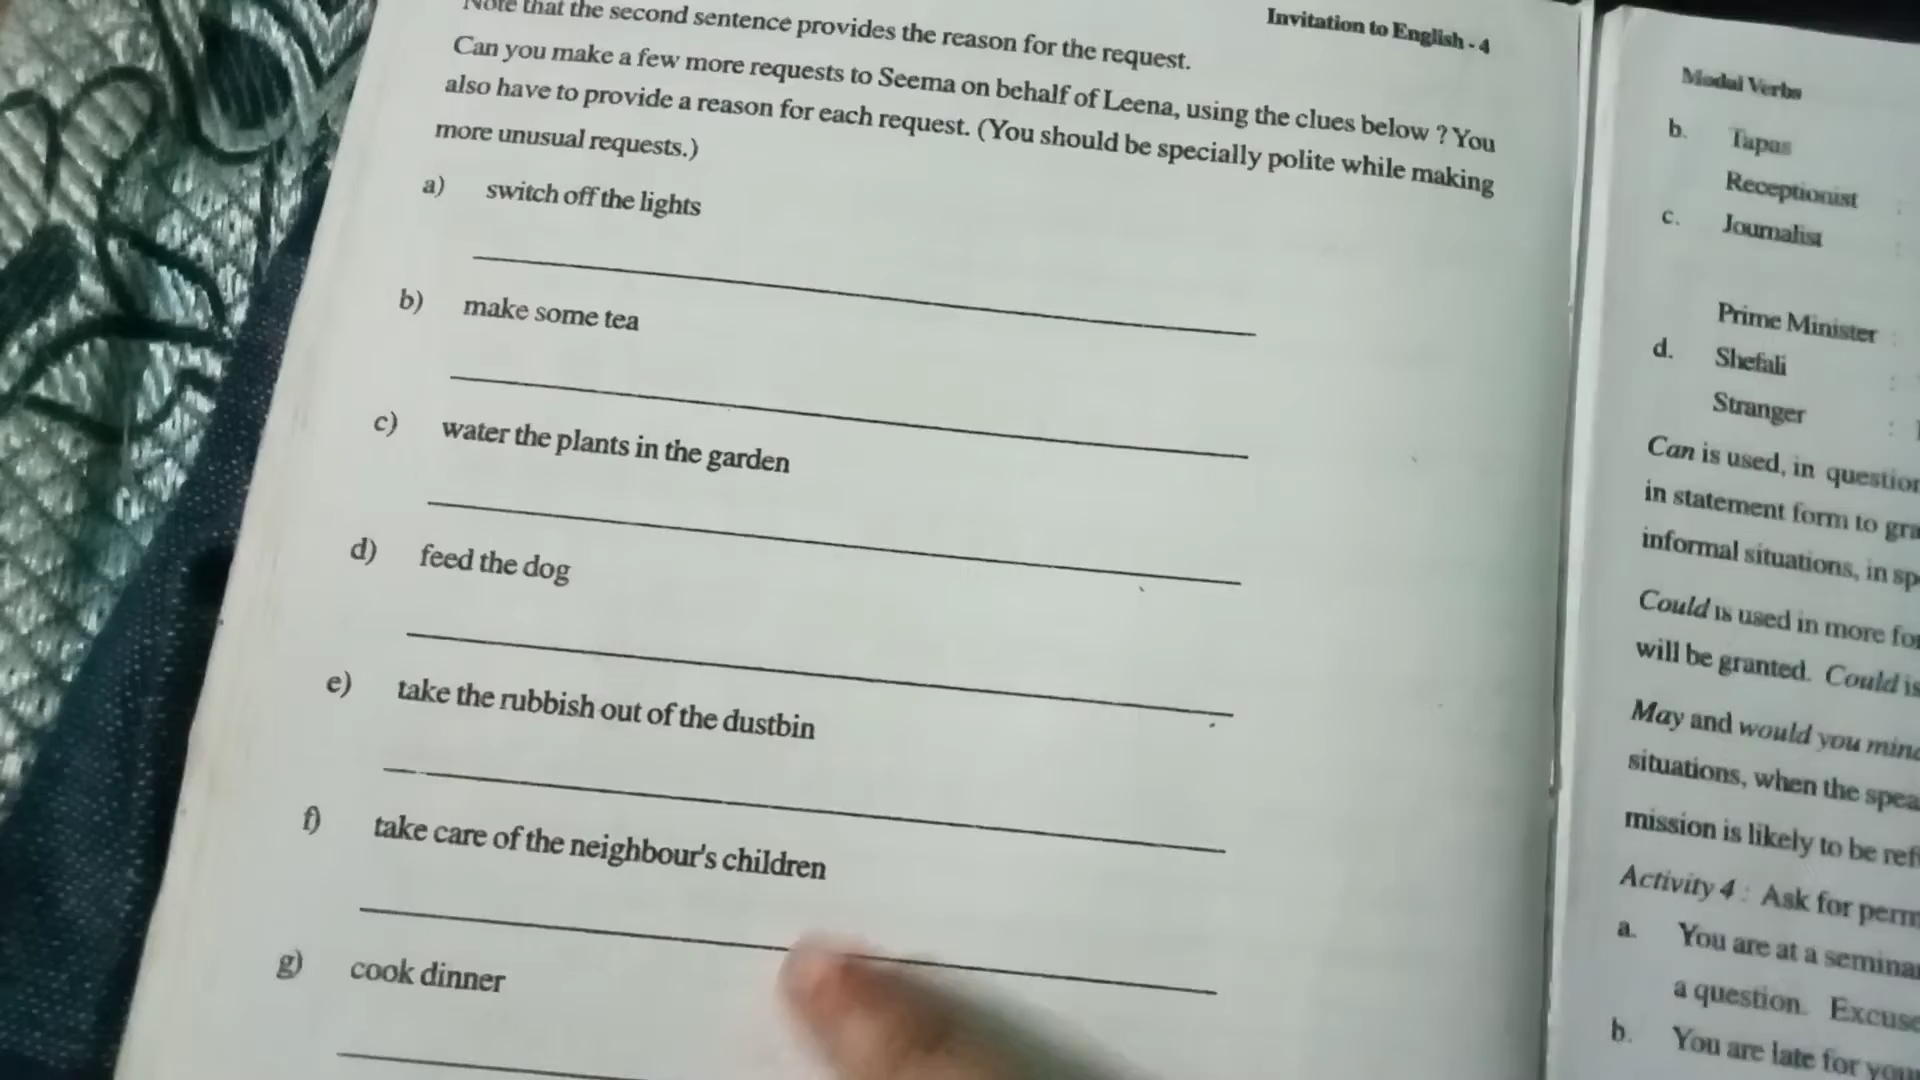 Invitation to English - 4
Note that the second sentence provides the reason for the request.
Can you make a few more requests to Seema on behalf of Leena, using the clues below ? You
also have to provide a reason for each request. (You should be specially polite while making
more unusual requests.)
a) switch off the lights
b) make some tea
c) water the plants in the garden
d) feed the dog
e) take the rubbish out of the dustbin
f) take care of the neighbour's children
g) cook dinner
Modal Verbs
b. Tapas
Receptionist :
c. Journalist :
Prime Minister :
d. Shefali :
Stranger :
Can is used, in
in statement form to
informal situations, in
Could is used in more
will be granted. Could
May and would you
situations, when the
mission is likely to be
Activity 4 : Ask for
a. You are at a
a question.
b. You are late for